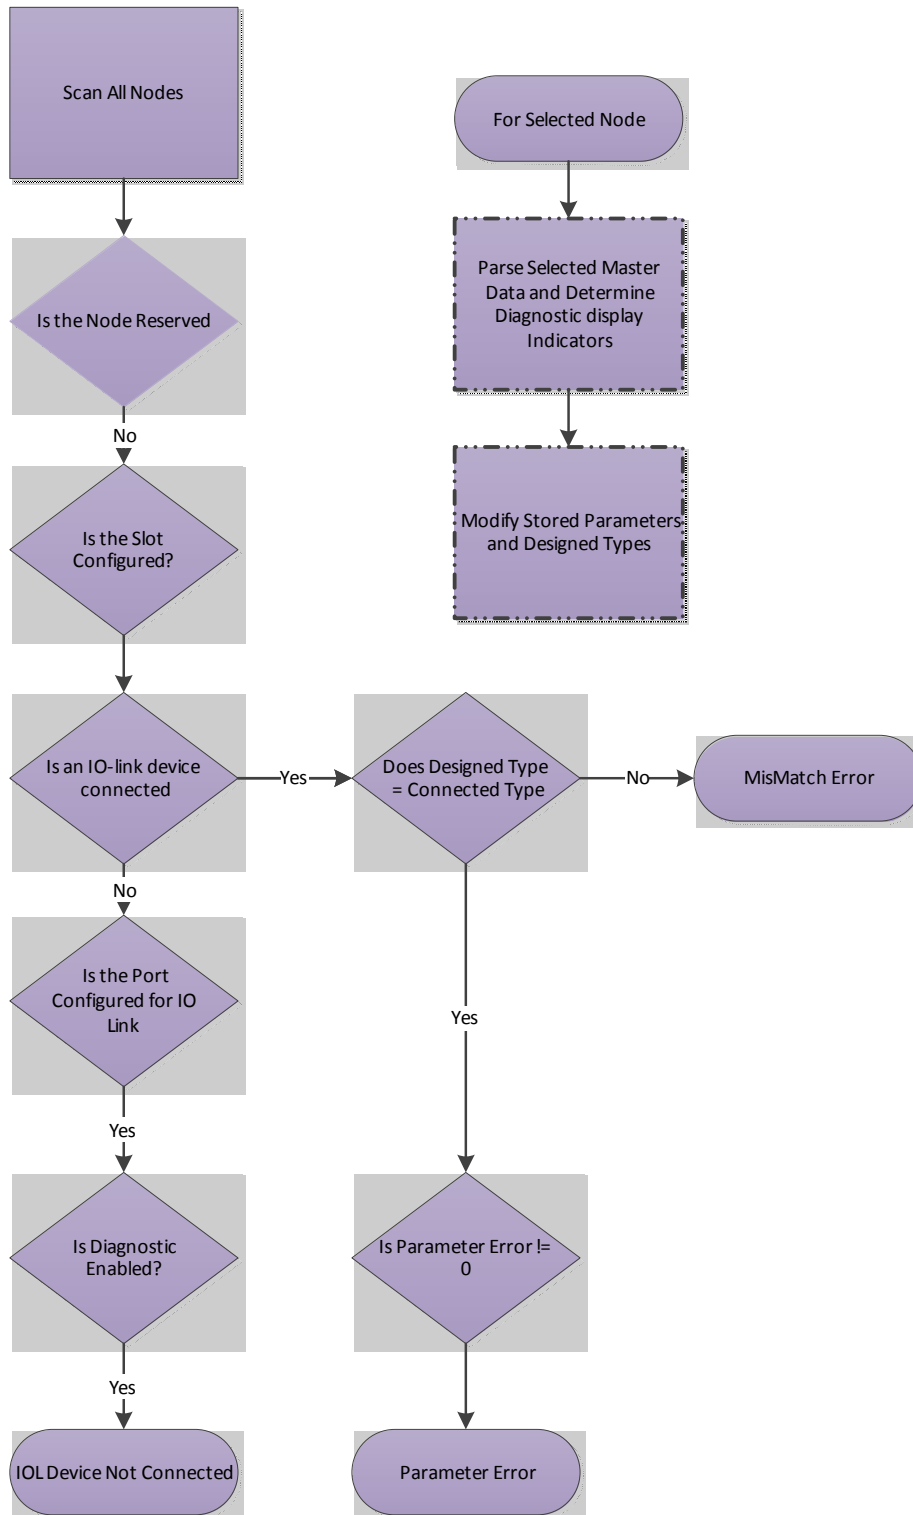 Scan All Nodes
Is the Node Reserved
No
Is the Slot
Configured?
Is an IO-link device
connected
Yes
Does Designed Type
= Connected Type
No
MisMatch Error
No
Is the Port
Configured for IO
Link
Yes
Yes
Is Diagnostic
Enabled?
Is Parameter Error !=
0
Yes
IOL Device Not Connected
Parameter Error
For Selected Node
Parse Selected Master
Data and Determine
Diagnostic display
Indicators
Modify Stored Parameters
and Designed Types